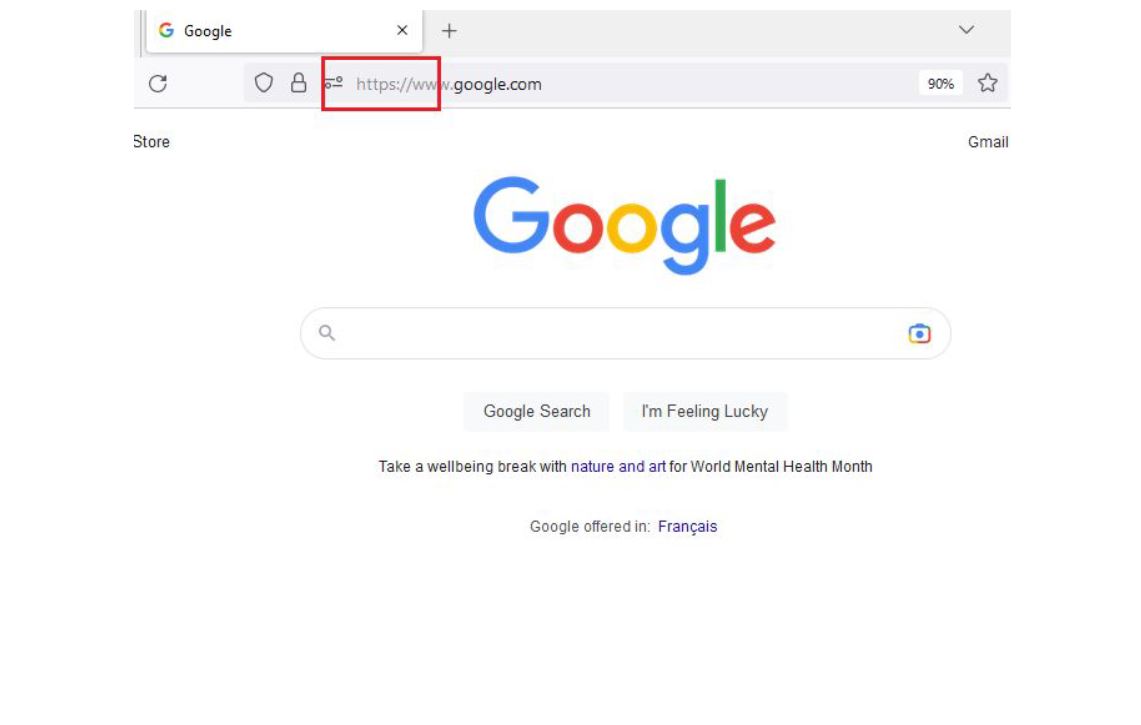 Google
https://www.google.com 90%
Store Gmail
Google
Google Search I'm Feeling Lucky
Take a wellbeing break with nature and art for World Mental Health Month
Google offered in: Français